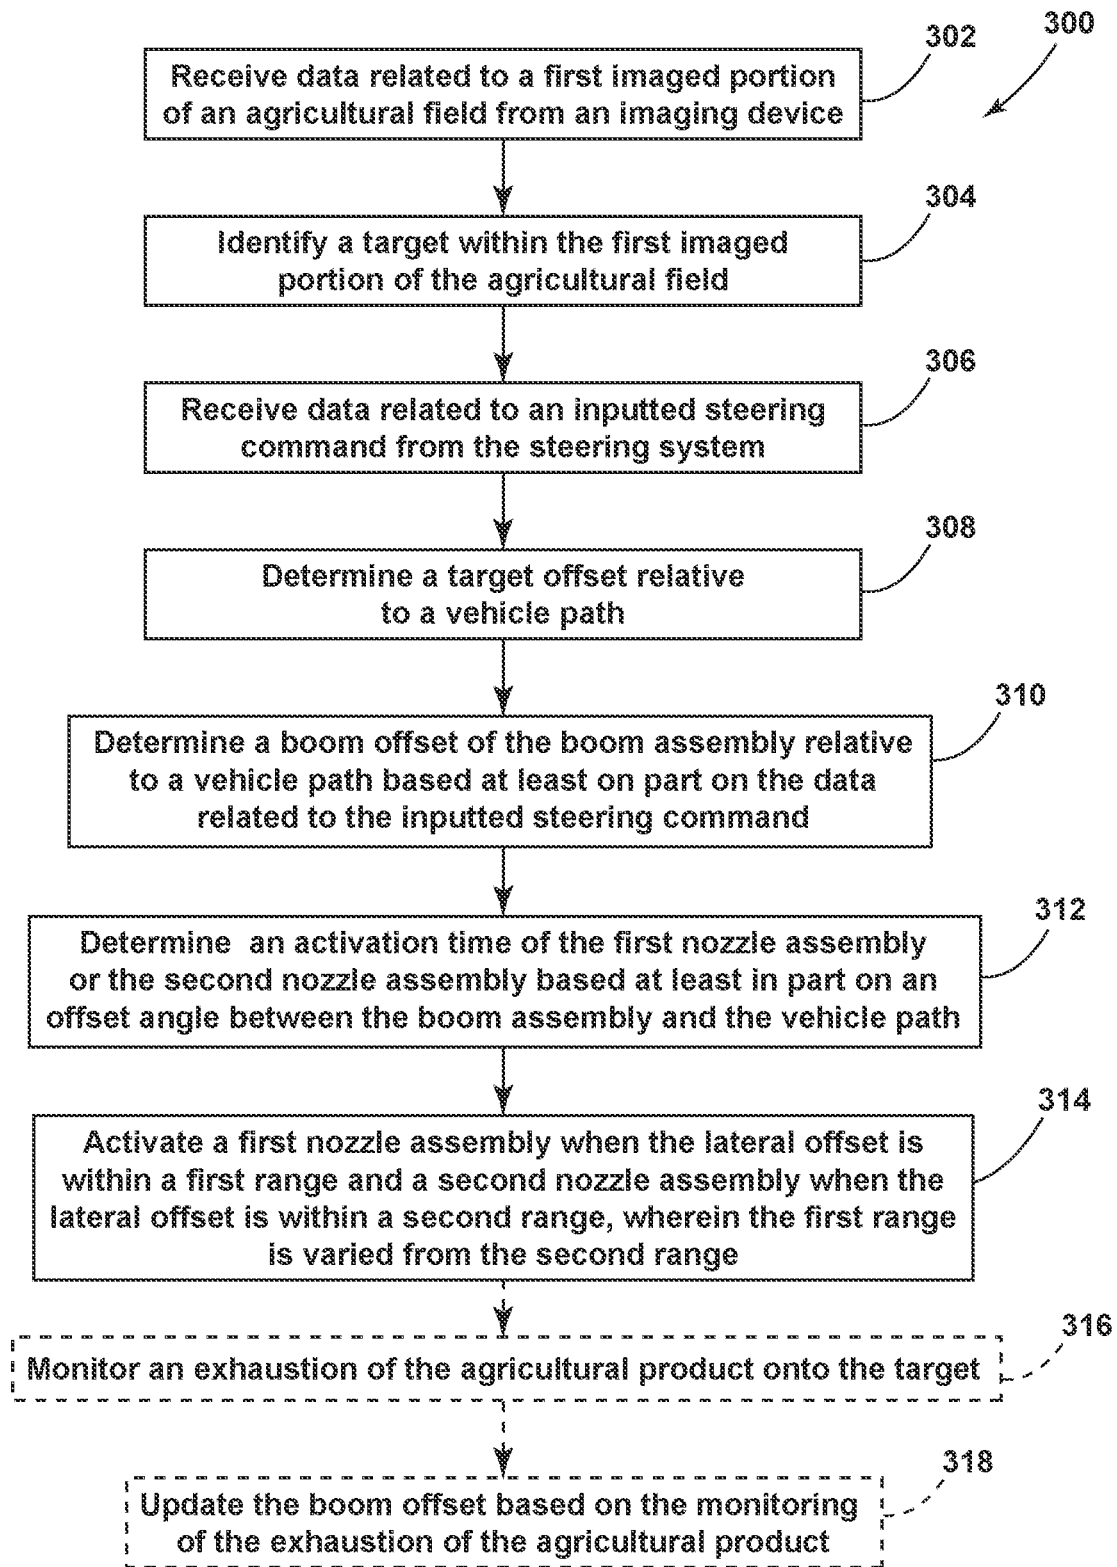 300
302
Receive data related to a first imaged portion
of an agricultural field from an imaging device
304
Identify a target within the first imaged
portion of the agricultural field
306
Receive data related to an inputted steering
command from the steering system
308
Determine a target offset relative
to a vehicle path
310
Determine a boom offset of the boom assembly relative
to a vehicle path based at least on part on the data
related to the inputted steering command
312
Determine an activation time of the first nozzle assembly
or the second nozzle assembly based at least in part on an
offset angle between the boom assembly and the vehicle path
314
Activate a first nozzle assembly when the lateral offset is
within a first range and a second nozzle assembly when the
lateral offset is within a second range, wherein the first range
is varied from the second range
316
Monitor an exhaustion of the agricultural product onto the target
318
Update the boom offset based on the monitoring
of the exhaustion of the agricultural product